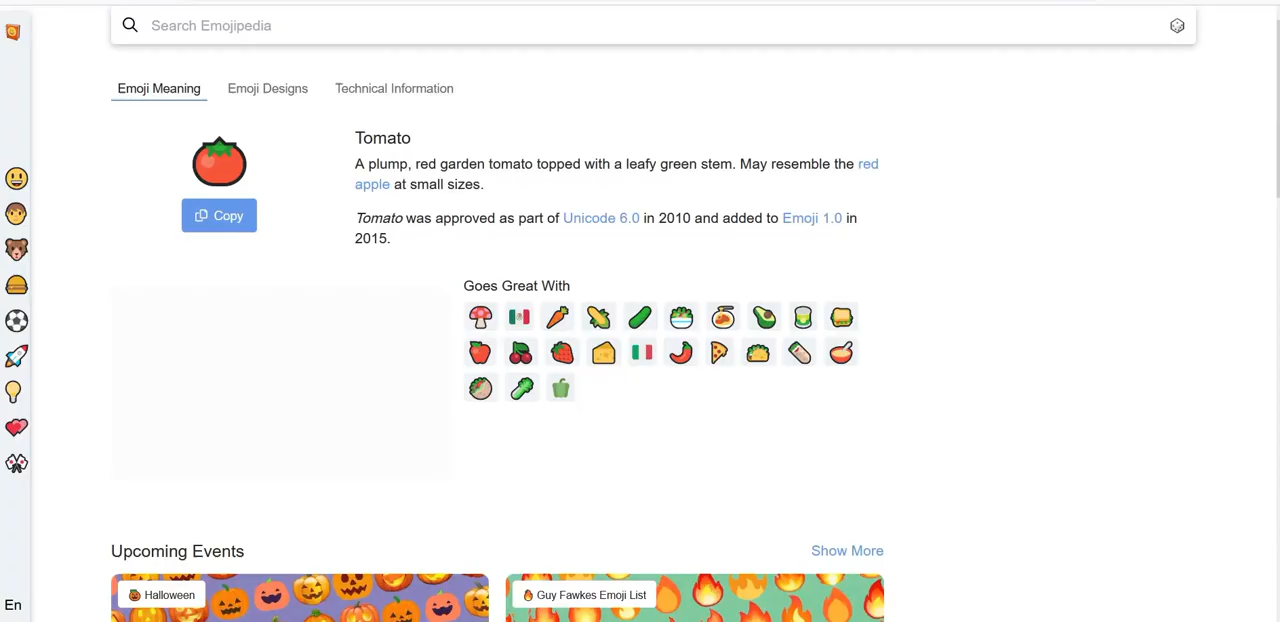 Search Emojipedia
Emoji Meaning
Emoji Designs
Technical Information
Tomato
A plump, red garden tomato topped with a leafy green stem. May resemble the red
apple at small sizes.
Copy
Tomato was approved as part of Unicode 6.0 in 2010 and added to Emoji 1.0 in
2015.
Goes Great With
Upcoming Events
Show More
Halloween
Guy Fawkes Emoji List
En